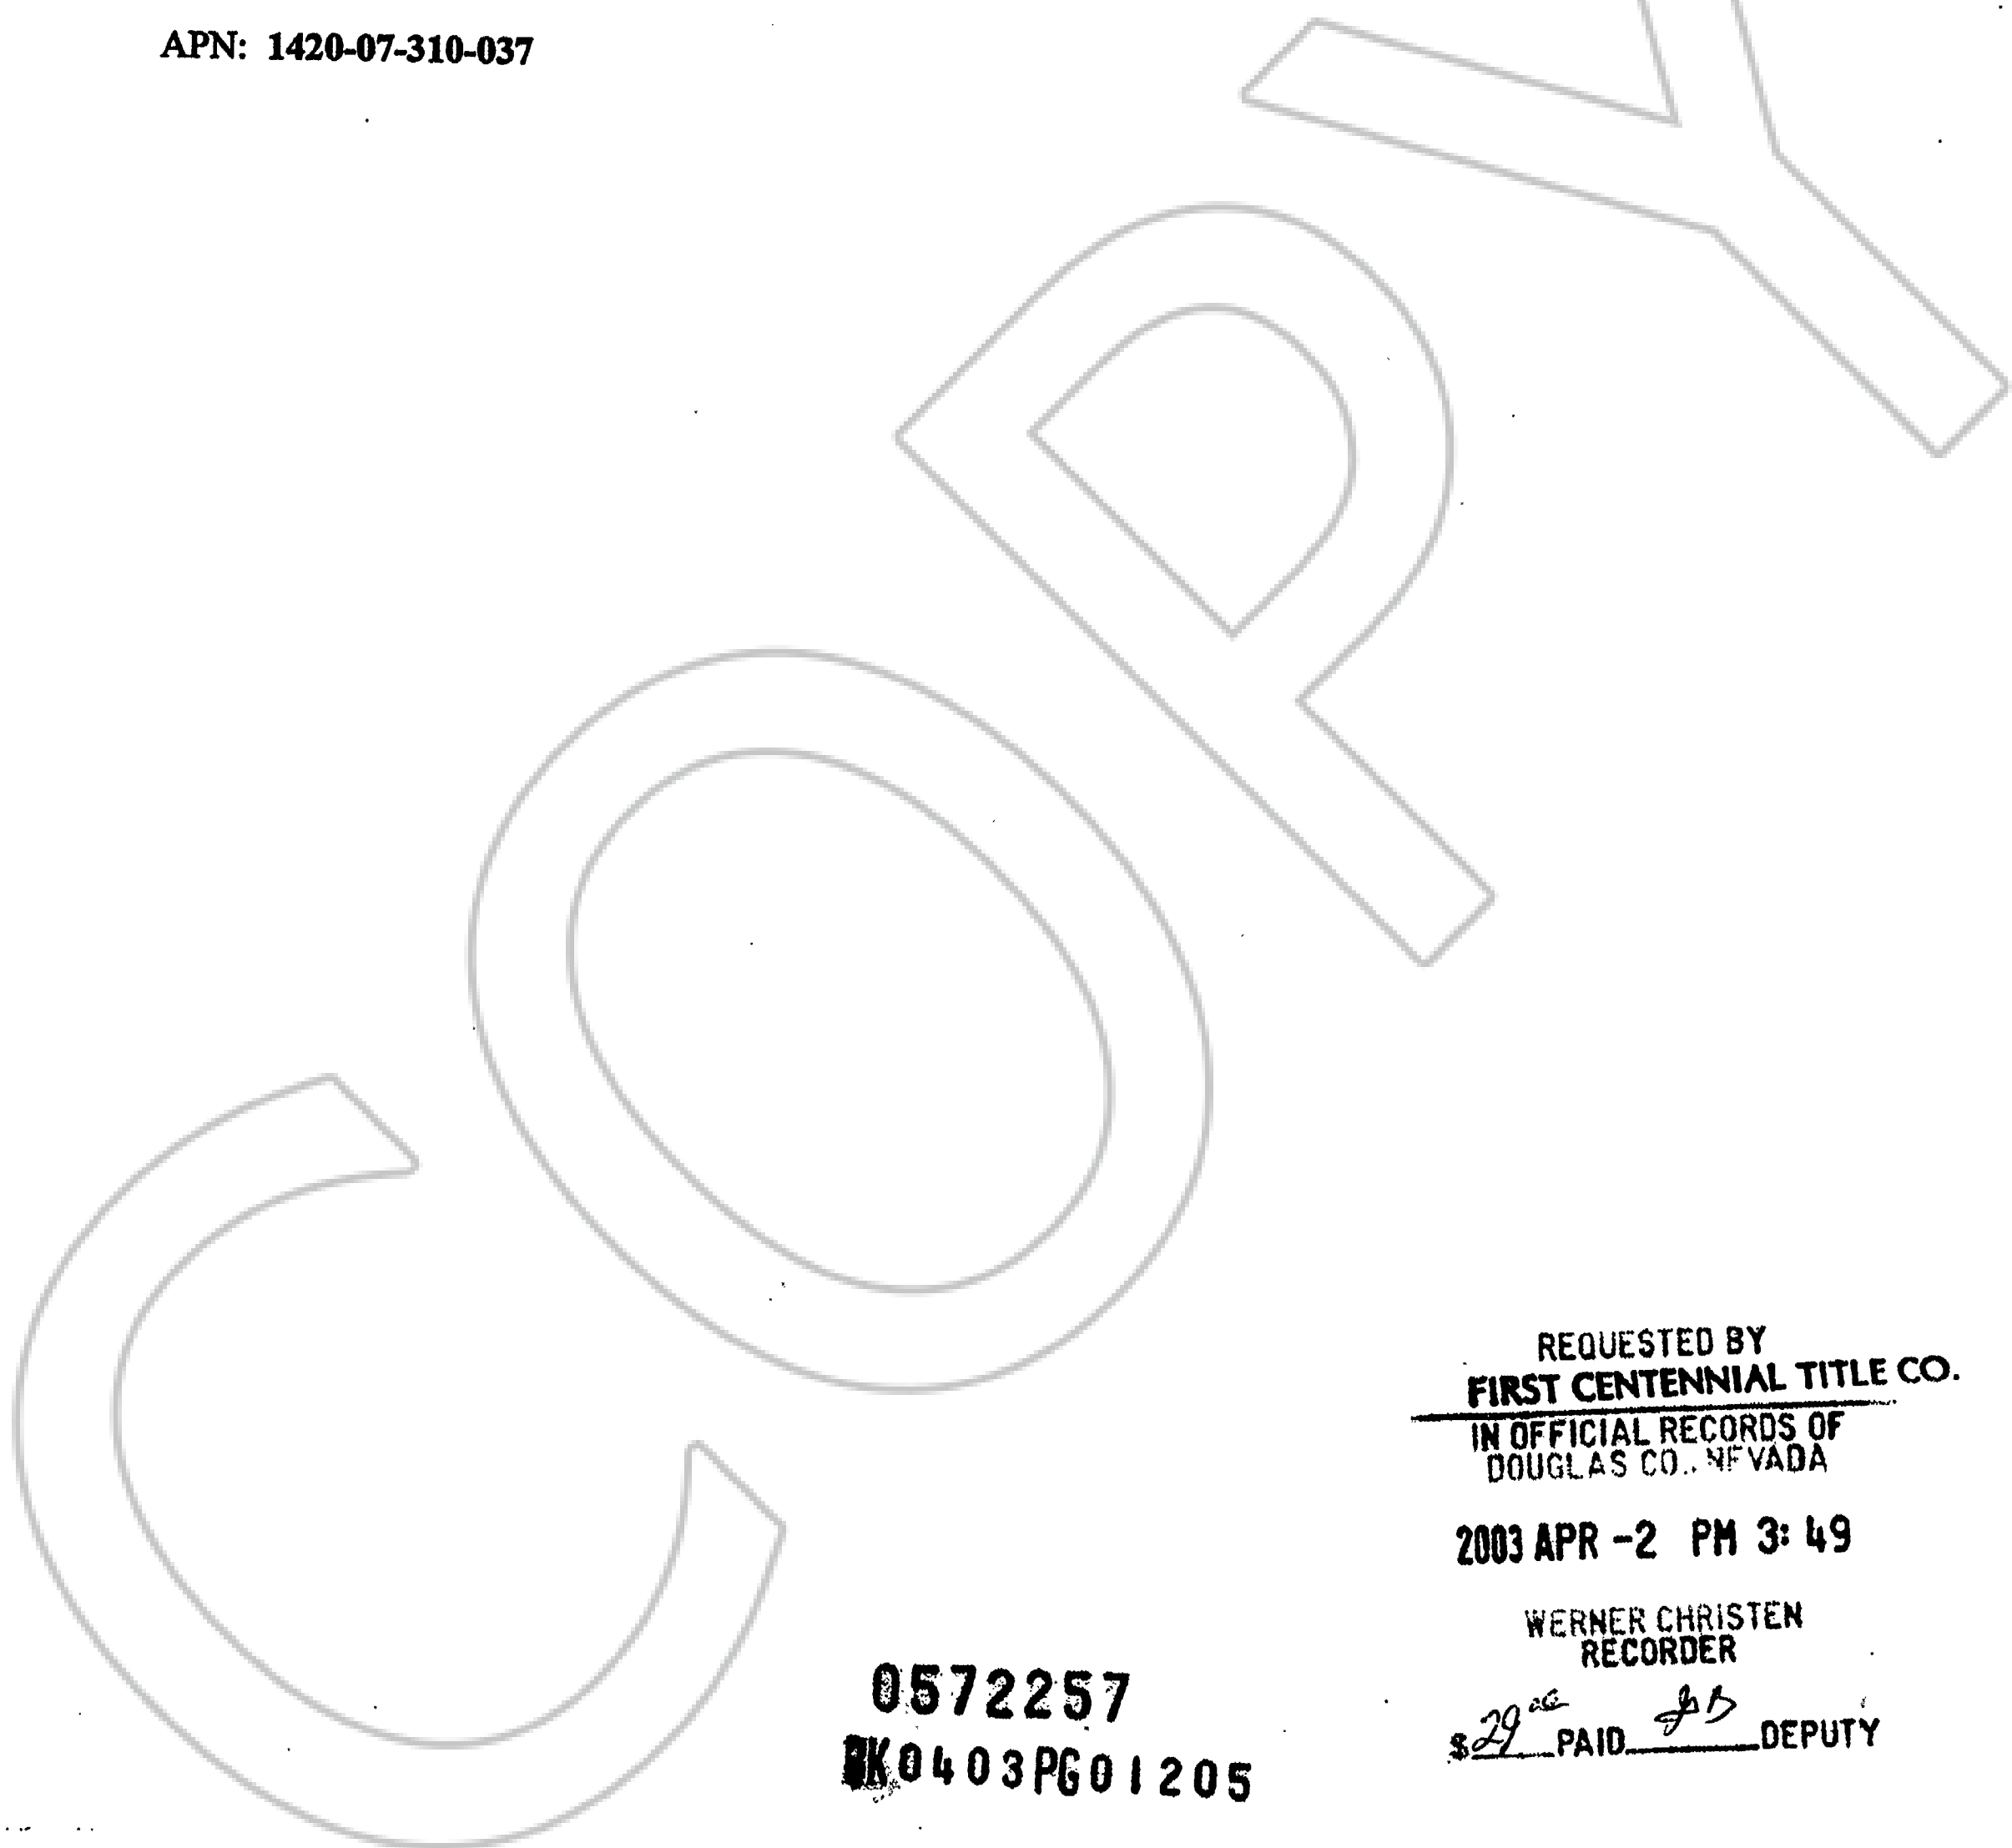 APN: 1420-07-310-037
COPY
REQUESTED BY
FIRST CENTENNIAL TITLE CO.
IN OFFICIAL RECORDS OF
DOUGLAS CO., NEVADA
2003 APR -2 PM 3: 49
WERNER CHRISTEN
RECORDER
$29 PAID DEPUTY
0572257
BK0403PG01205